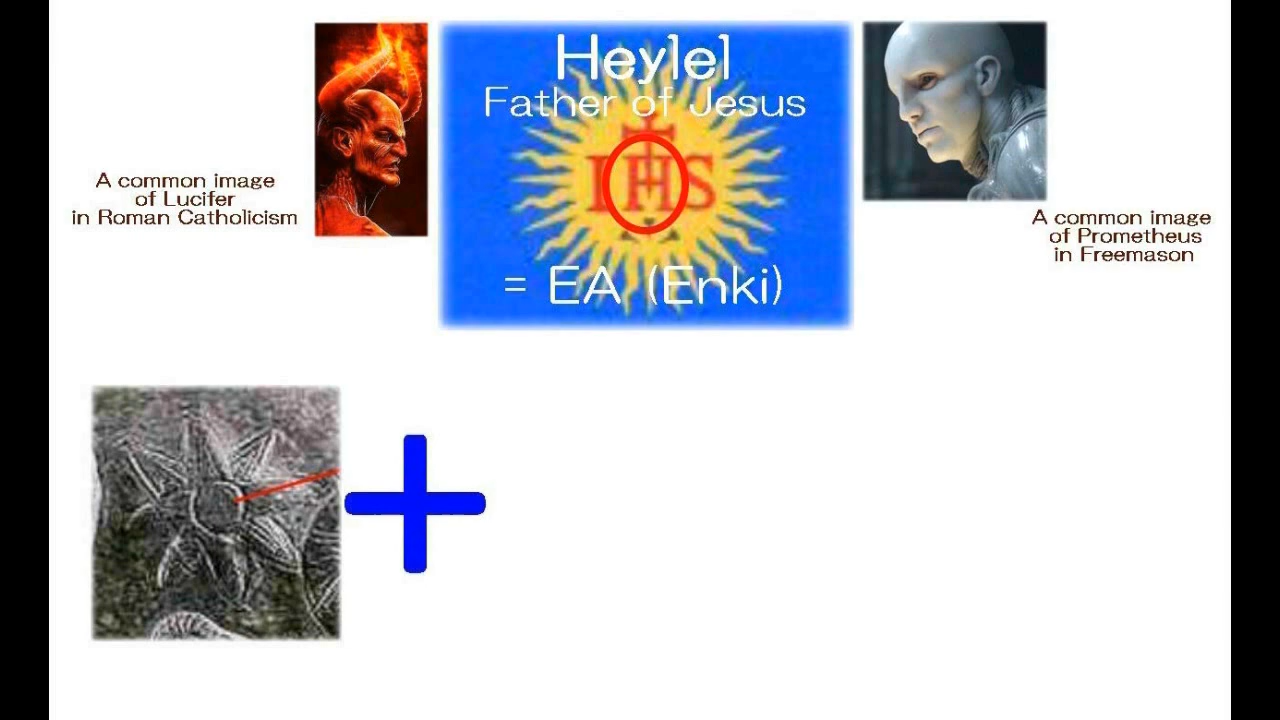 Heylel
Father of Jesus
IHS
= EA (Enki)
A common image
of Lucifer
in Roman Catholicism
A common image
of Prometheus
in Freemason